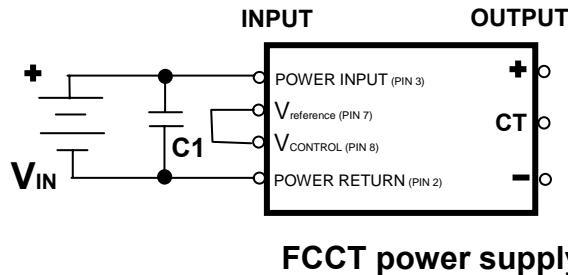 INPUT OUTPUT
+ POWER INPUT (PIN 3) +
Vreference (PIN 7)
C1 VCONTROL (PIN 8) CT
VIN POWER RETURN (PIN 2) -
FCCT power supply